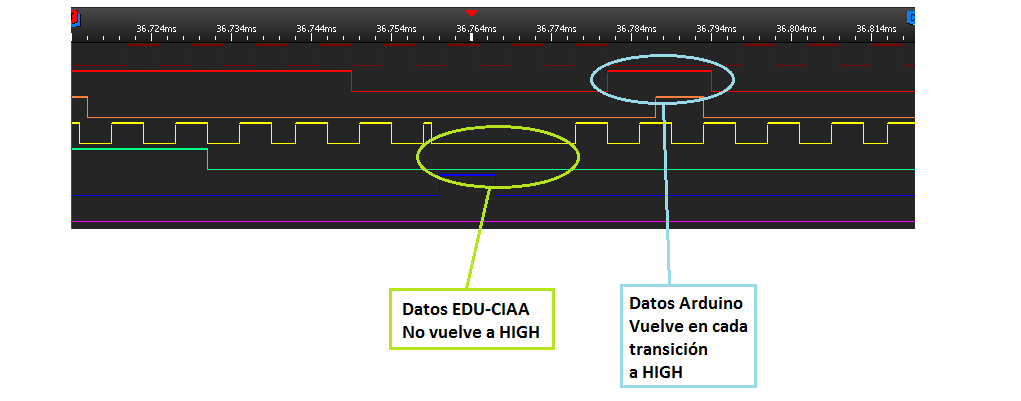 36.724ms 36.734ms 36.744ms 36.754ms 36.764ms 36.774ms 36.784ms 36.794ms 36.804ms 36.814ms
Datos EDU-CIAA
No vuelve a HIGH
Datos Arduino
Vuelve en cada
transición
a HIGH